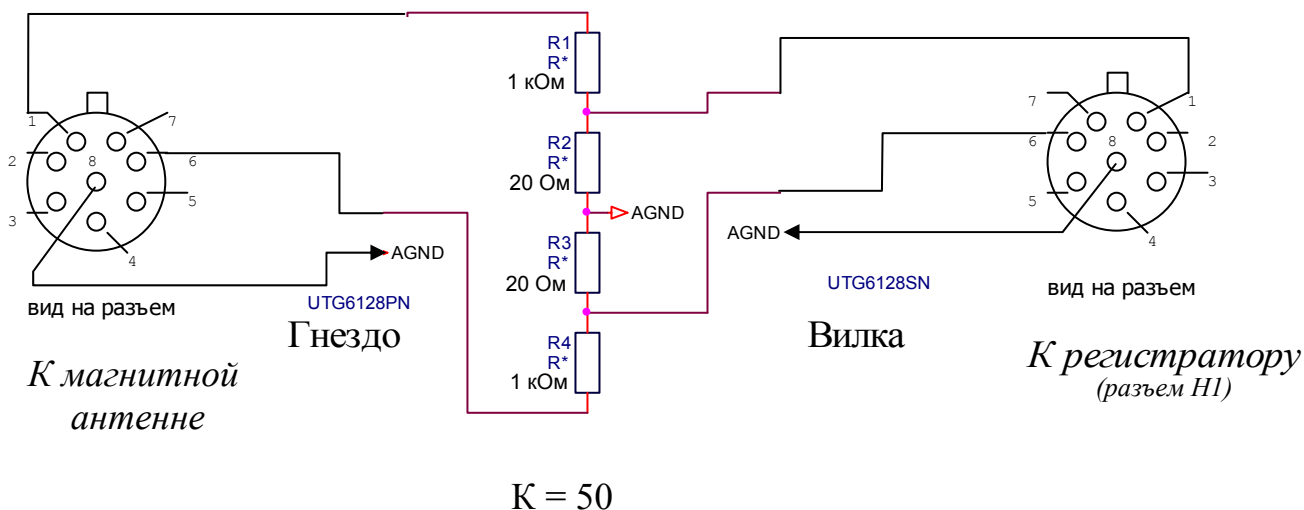 R1
R*
1 кОм
R2
R*
20 Ом
AGND
R3
R*
20 Ом
R4
R*
1 кОм
1
7
2
8
6
3
5
4
AGND
вид на разъем
UTG6128PN
Гнездо
К магнитной
антенне
7
1
6
8
2
5
3
4
AGND
UTG6128SN
вид на разъем
Вилка
К регистратору
(разъем H1)
К = 50